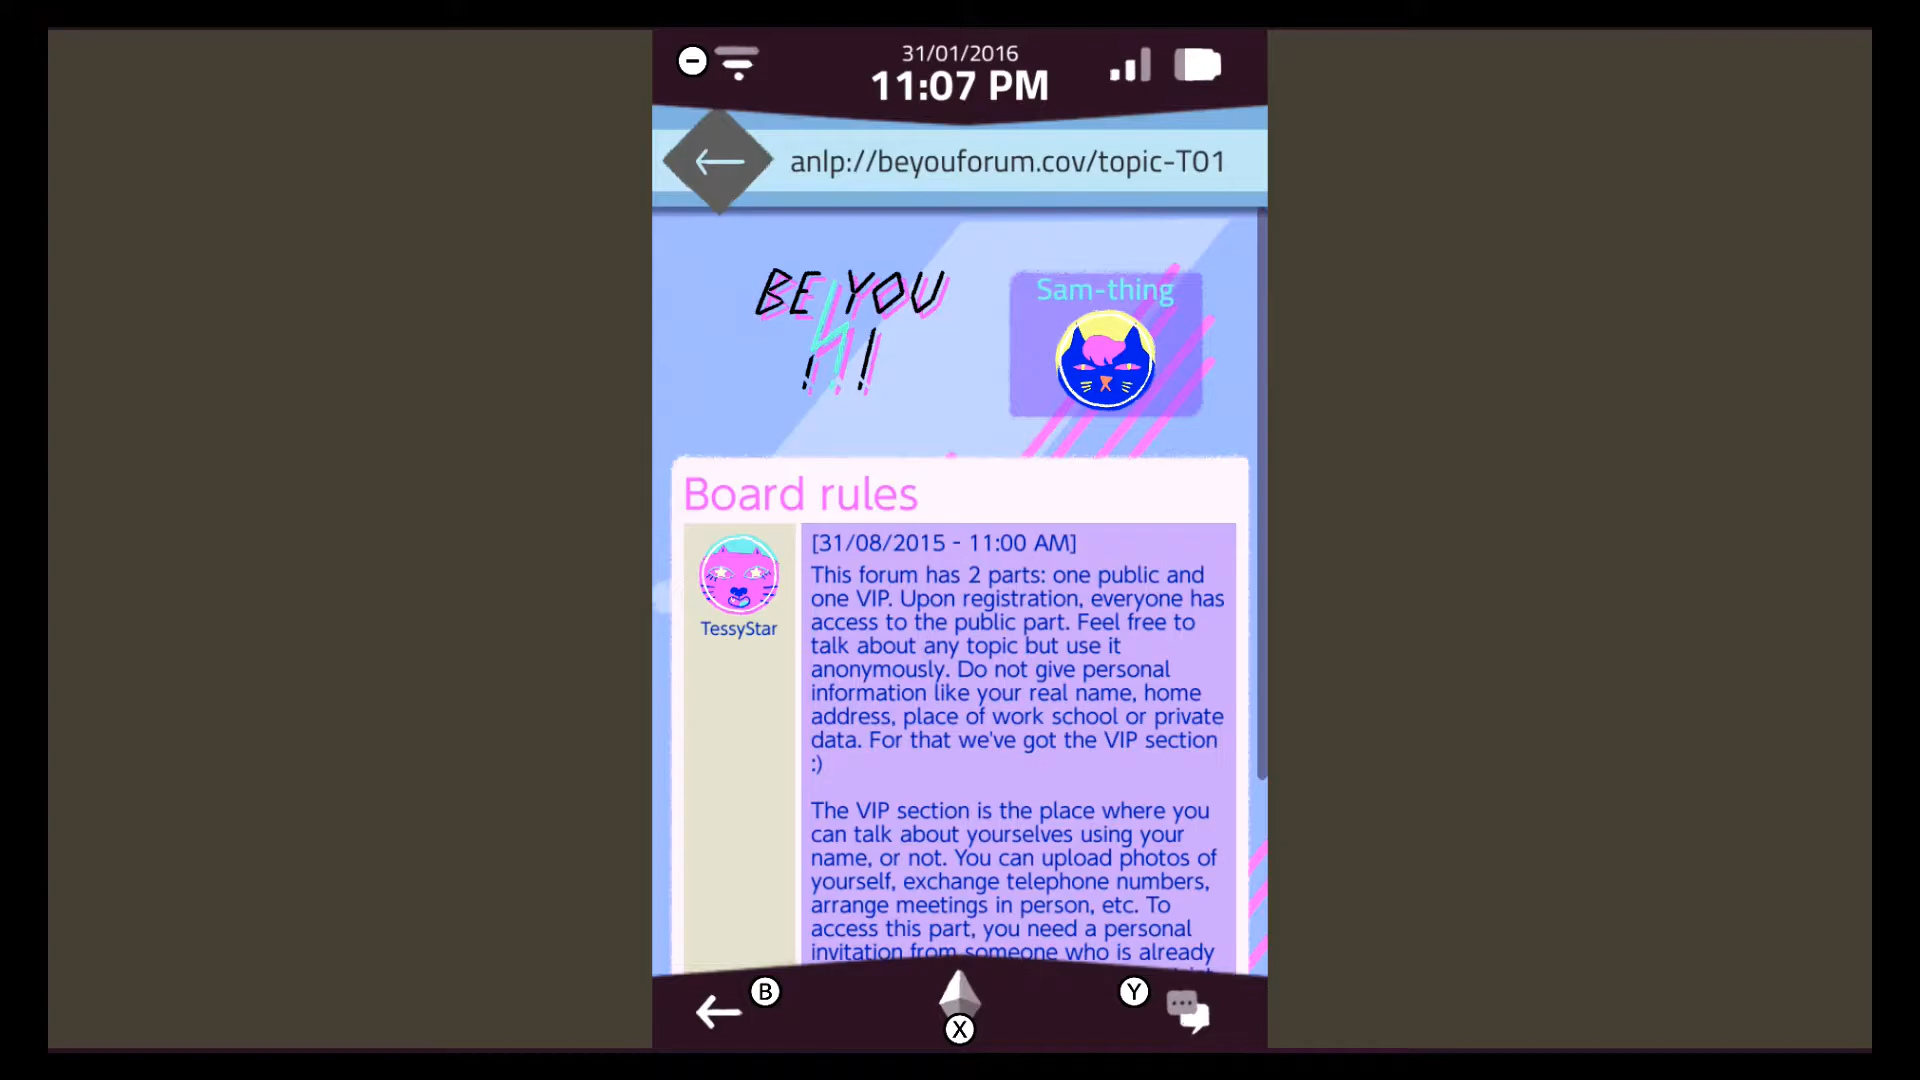 31/01/2016
11:07 PM
anlp://beyouforum.cov/topic-T01
BE YOU
Sam-thing
Board rules
TessyStar
[31/08/2015 - 11:00 AM]
This forum has 2 parts: one public and
one VIP. Upon registration, everyone has
access to the public part. Feel free to
talk about any topic but use it
anonymously. Do not give personal
information like your real name, home
address, place of work school or private
data. For that we've got the VIP section
:)
The VIP section is the place where you
can talk about yourselves using your
name, or not. You can upload photos of
yourself, exchange telephone numbers,
arrange meetings in person, etc. To
access this part, you need a personal
invitation from someone who is already
B
X
Y